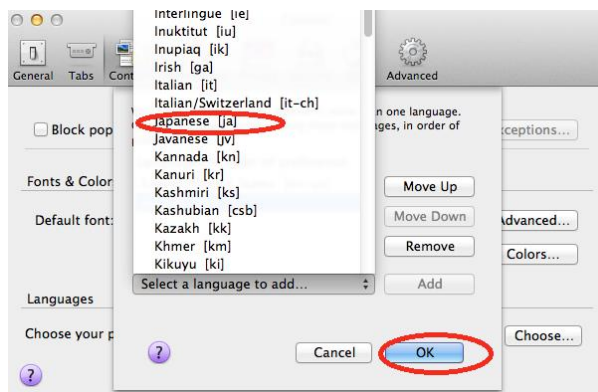 Interlingue [ie]
Inuktitut [iu]
Inupiaq [ik]
Irish [ga]
Italian [it]
Italian/Switzerland [it-ch]
Japanese [ja]
Javanese [jv]
Kannada [kn]
Kanuri [kr]
Kashmiri [ks]
Kashubian [csb]
Kazakh [kk]
Khmer [km]
Kikuyu [ki]
Select a language to add...
General
Tabs
Cont
Advanced
n one language.
ges, in order of
Block pop
ceptions...
Fonts & Color
Default font:
Move Up
Move Down
Remove
Add
Advanced...
Colors...
Languages
Choose your p
Choose...
?
Cancel
OK
?